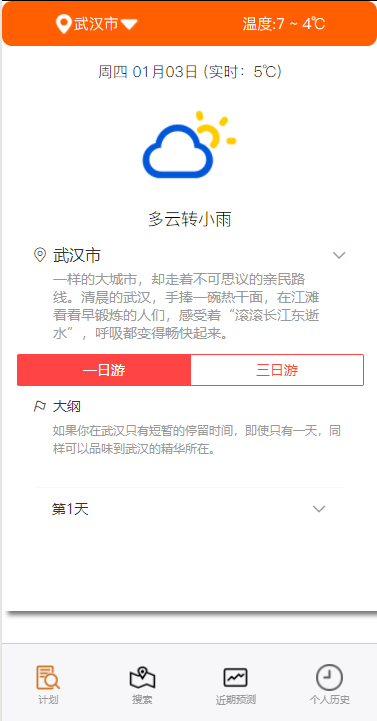 武汉市
温度:7 ~ 4℃
周四 01月03日 (实时：5℃)
多云转小雨
武汉市
一样的大城市，却走着不可思议的亲民路
线。清晨的武汉，手捧一碗热干面，在江滩
看看早锻炼的人们，感受着“滚滚长江东逝
水”，呼吸都变得畅快起来。
一日游
三日游
大纲
如果你在武汉只有短暂的停留时间，即使只有一天，同
样可以品味到武汉的精华所在。
第1天
计划
搜索
近期预测
个人历史